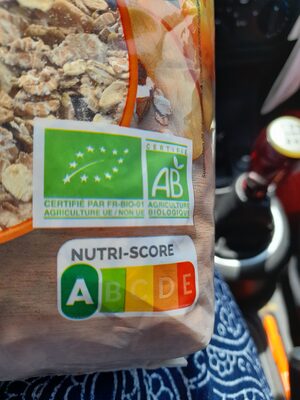 CERTIFIÉ
AB
CERTIFIÉ PAR FR-BIO-01
AGRICULTURE
AGRICULTURE UE / NON UE
BIOLOGIQUE
NUTRI-SCORE
A B C D E